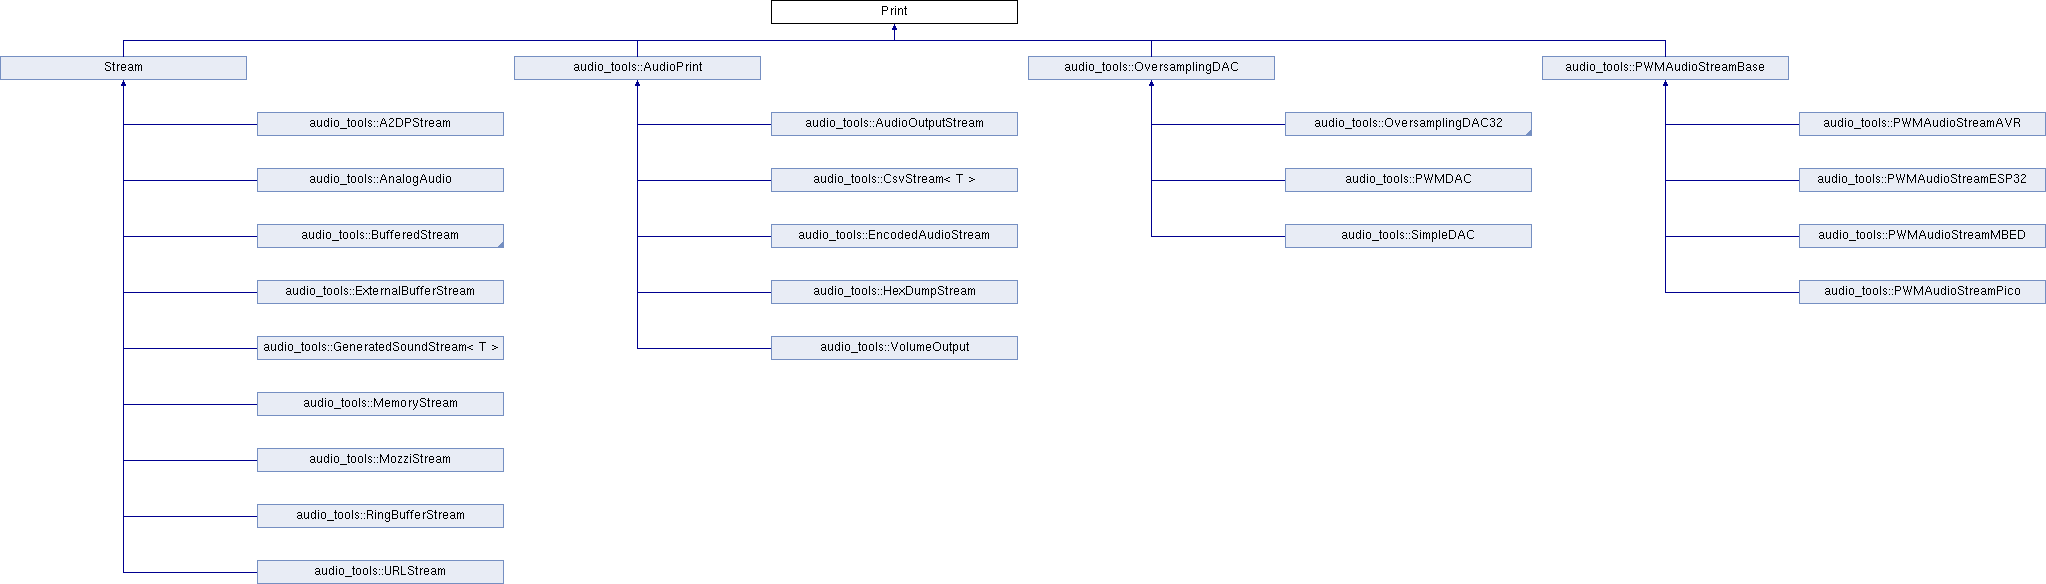 Print
Stream
audio_tools::AudioPrint
audio_tools::OversamplingDAC
audio_tools::PWMAudioStreamBase
audio_tools::A2DPStream
audio_tools::AudioOutputStream
audio_tools::OversamplingDAC32
audio_tools::PWMAudioStreamAVR
audio_tools::AnalogAudio
audio_tools::CsvStream< T >
audio_tools::PWMDAC
audio_tools::PWMAudioStreamESP32
audio_tools::BufferedStream
audio_tools::EncodedAudioStream
audio_tools::SimpleDAC
audio_tools::PWMAudioStreamMBED
audio_tools::ExternalBufferStream
audio_tools::HexDumpStream
audio_tools::PWMAudioStreamPico
audio_tools::GeneratedSoundStream< T >
audio_tools::VolumeOutput
audio_tools::MemoryStream
audio_tools::MozziStream
audio_tools::RingBufferStream
audio_tools::URLStream